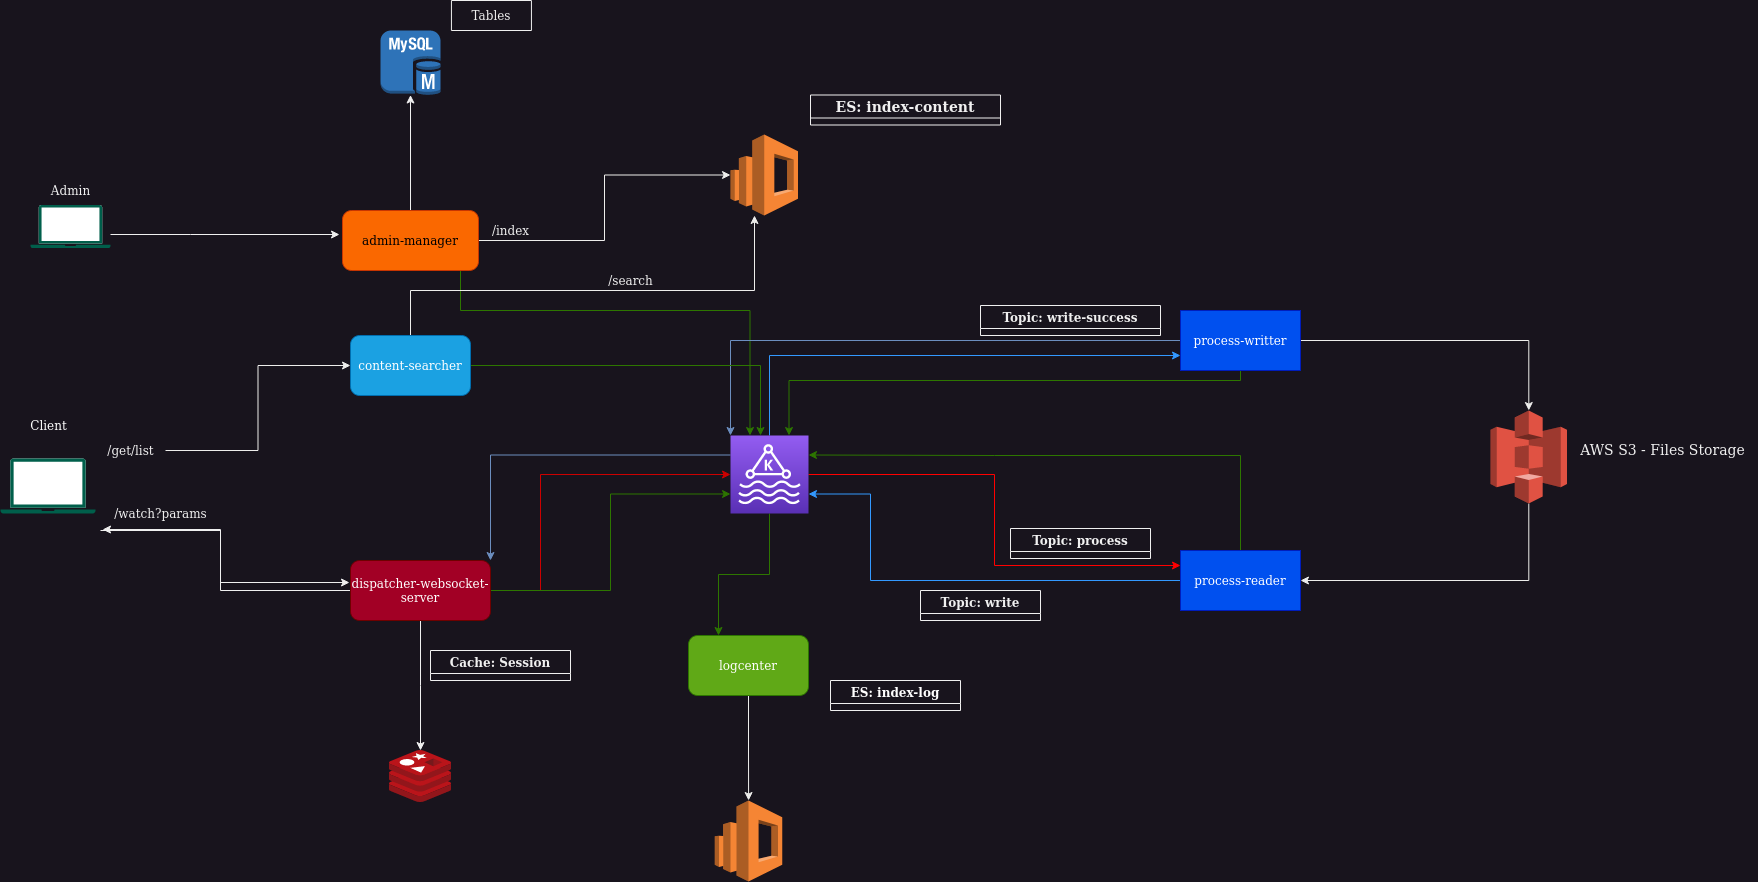 Tables
MySQL
M
ES: index-content
Admin
admin-manager
/index
/search
Topic: write-success
process-writter
content-searcher
Client
/get/list
K
AWS S3 - Files Storage
/watch?params
Topic: process
dispatcher-websocket-
server
process-reader
Topic: write
Cache: Session
logcenter
ES: index-log